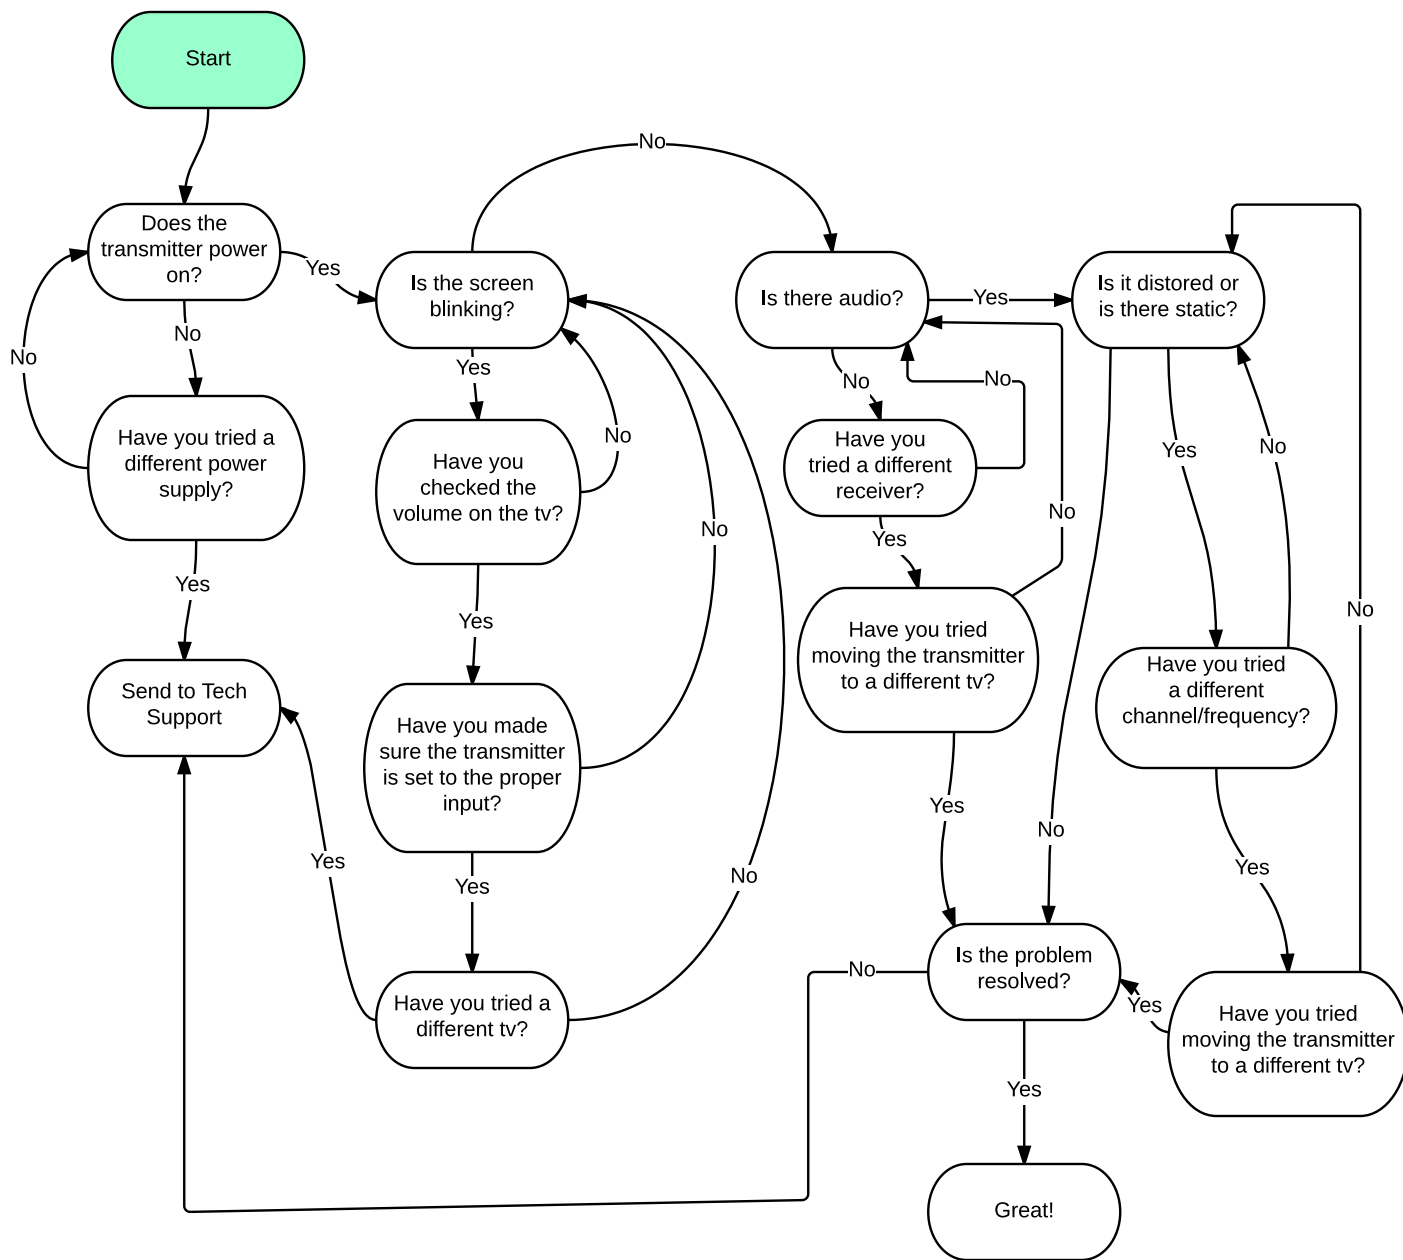 Start
No
Does the
transmitter power
on?
Yes
Is the screen
blinking?
Is there audio?
Yes
Is it distored or
is there static?
No
No
Yes
No
No
No
Have you tried a
different power
supply?
Have you
checked the
volume on the tv?
No
Have you
tried a different
receiver?
Yes
No
Yes
No
Yes
No
Yes
No
Have you tried
moving the transmitter
to a different tv?
Have you tried
a different
channel/frequency?
Send to Tech
Support
Have you made
sure the transmitter
is set to the proper
input?
Yes
No
Yes
Yes
Yes
No
Is the problem
resolved?
No
Have you tried a
different tv?
Yes
Have you tried
moving the transmitter
to a different tv?
Yes
Great!